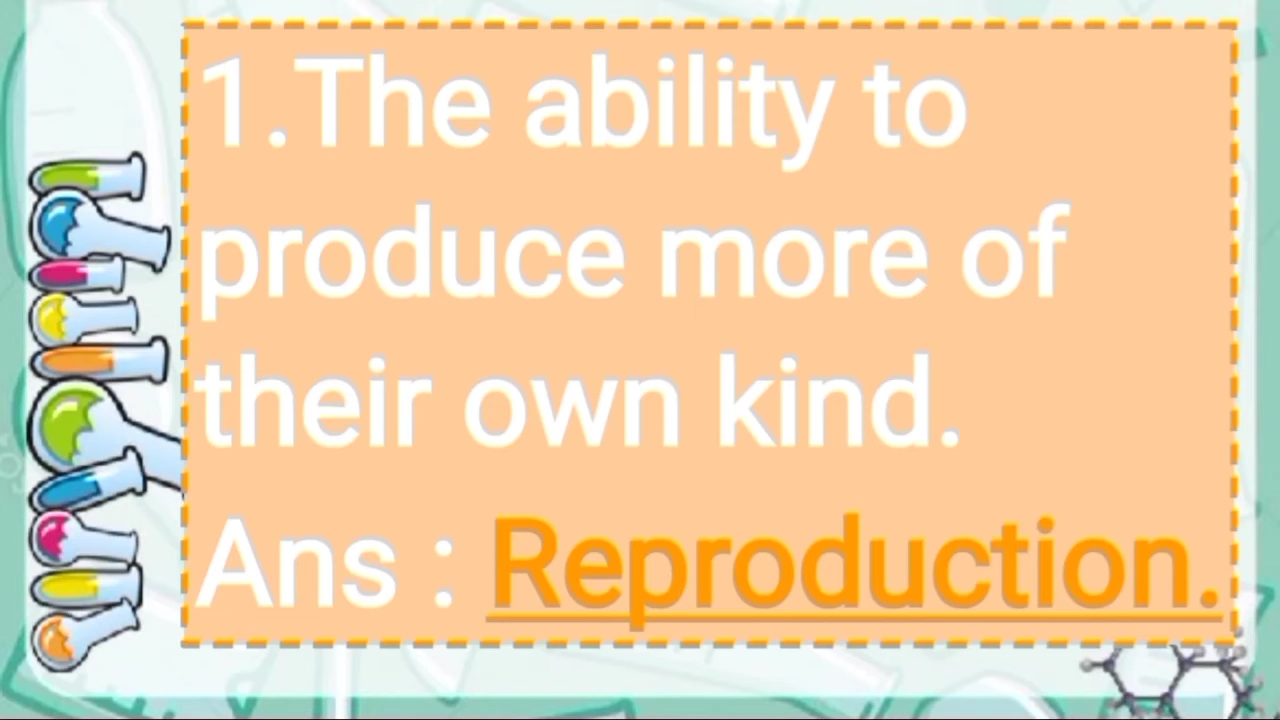 1.The ability to
produce more of
their own kind.
Ans : Reproduction.